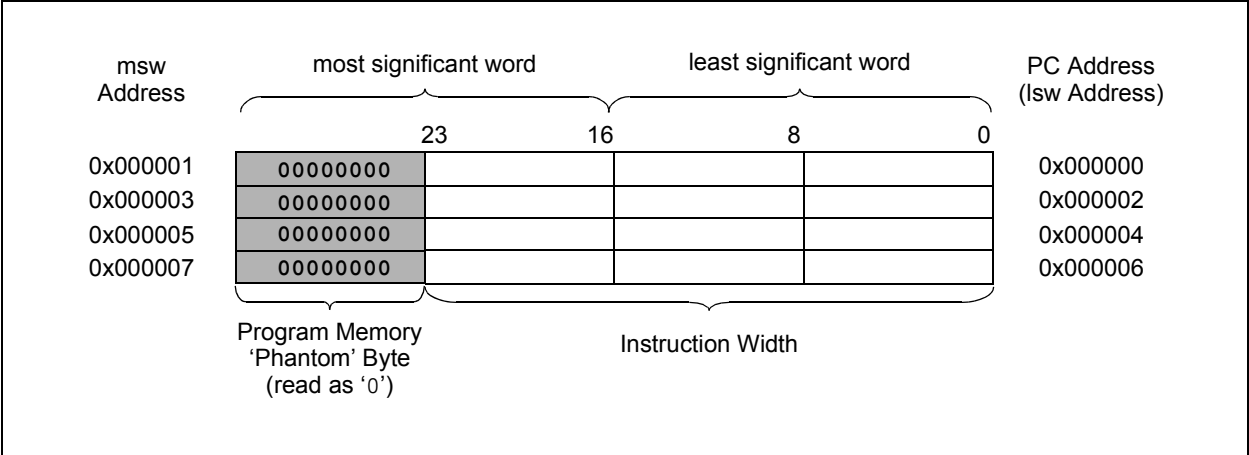 msw
Address
most significant word
least significant word
PC Address
(lsw Address)
23 16 8 0
0x000001 00000000 0x000000
0x000003 00000000 0x000002
0x000005 00000000 0x000004
0x000007 00000000 0x000006
Program Memory
‘Phantom’ Byte
(read as ‘0’)
Instruction Width